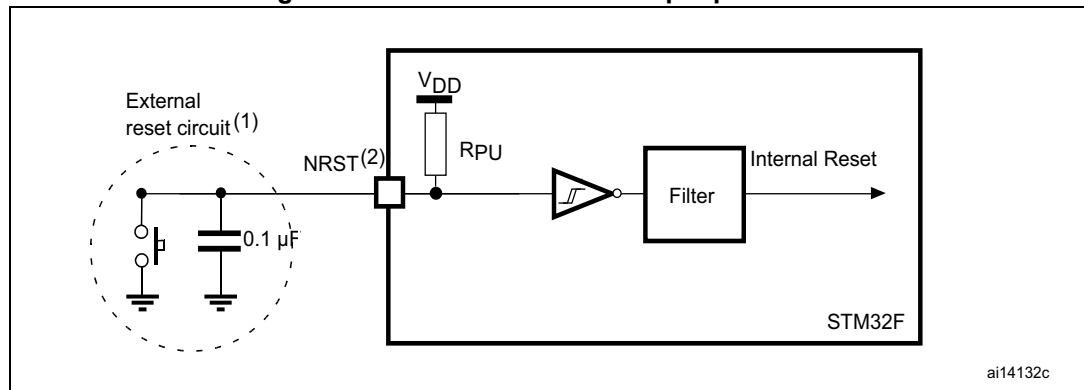 External
reset circuit(1)
NRST(2)
VDD
RPU
0.1 µF
Filter
Internal Reset
STM32F
ai14132c